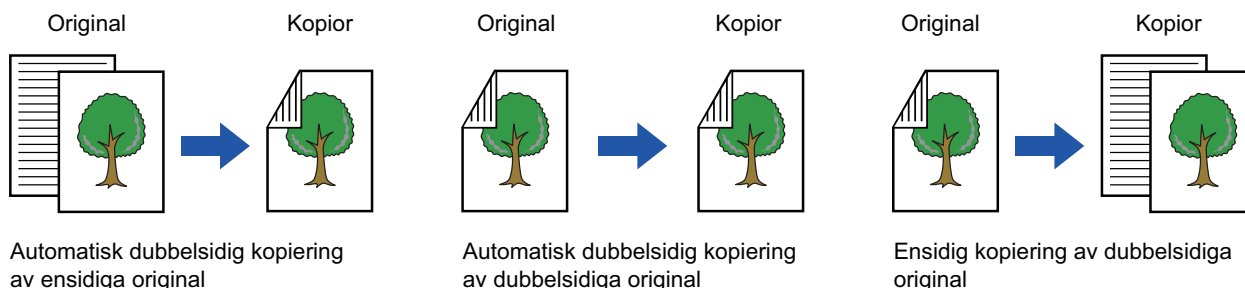 Original Kopior Original Kopior Original Kopior
Automatisk dubbelsidig kopiering
av ensidiga original
Automatisk dubbelsidig kopiering
av dubbelsidiga original
Ensidig kopiering av dubbelsidiga
original